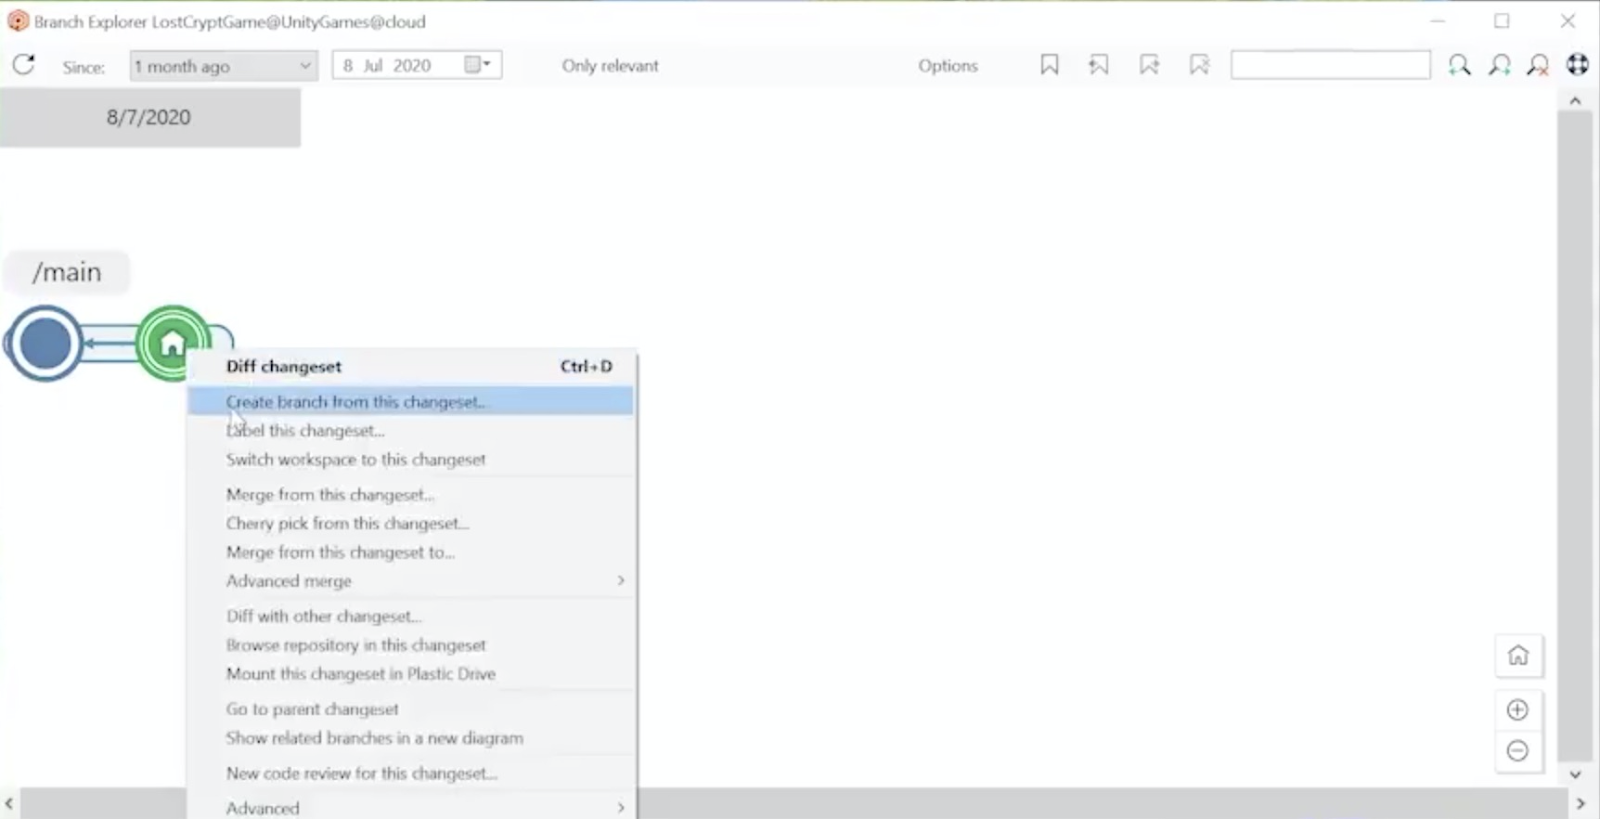 Branch Explorer LostCryptGame@UnityGames@cloud
Since: 1 month ago 8 Jul 2020 Only relevant Options
8/7/2020
/main
Diff changeset Ctrl+D
Create branch from this changeset...
Label this changeset...
Switch workspace to this changeset
Merge from this changeset...
Cherry pick from this changeset...
Merge from this changeset to...
Advanced merge
Diff with other changeset...
Browse repository in this changeset
Mount this changeset in Plastic Drive
Go to parent changeset
Show related branches in a new diagram
New code review for this changeset...
Advanced